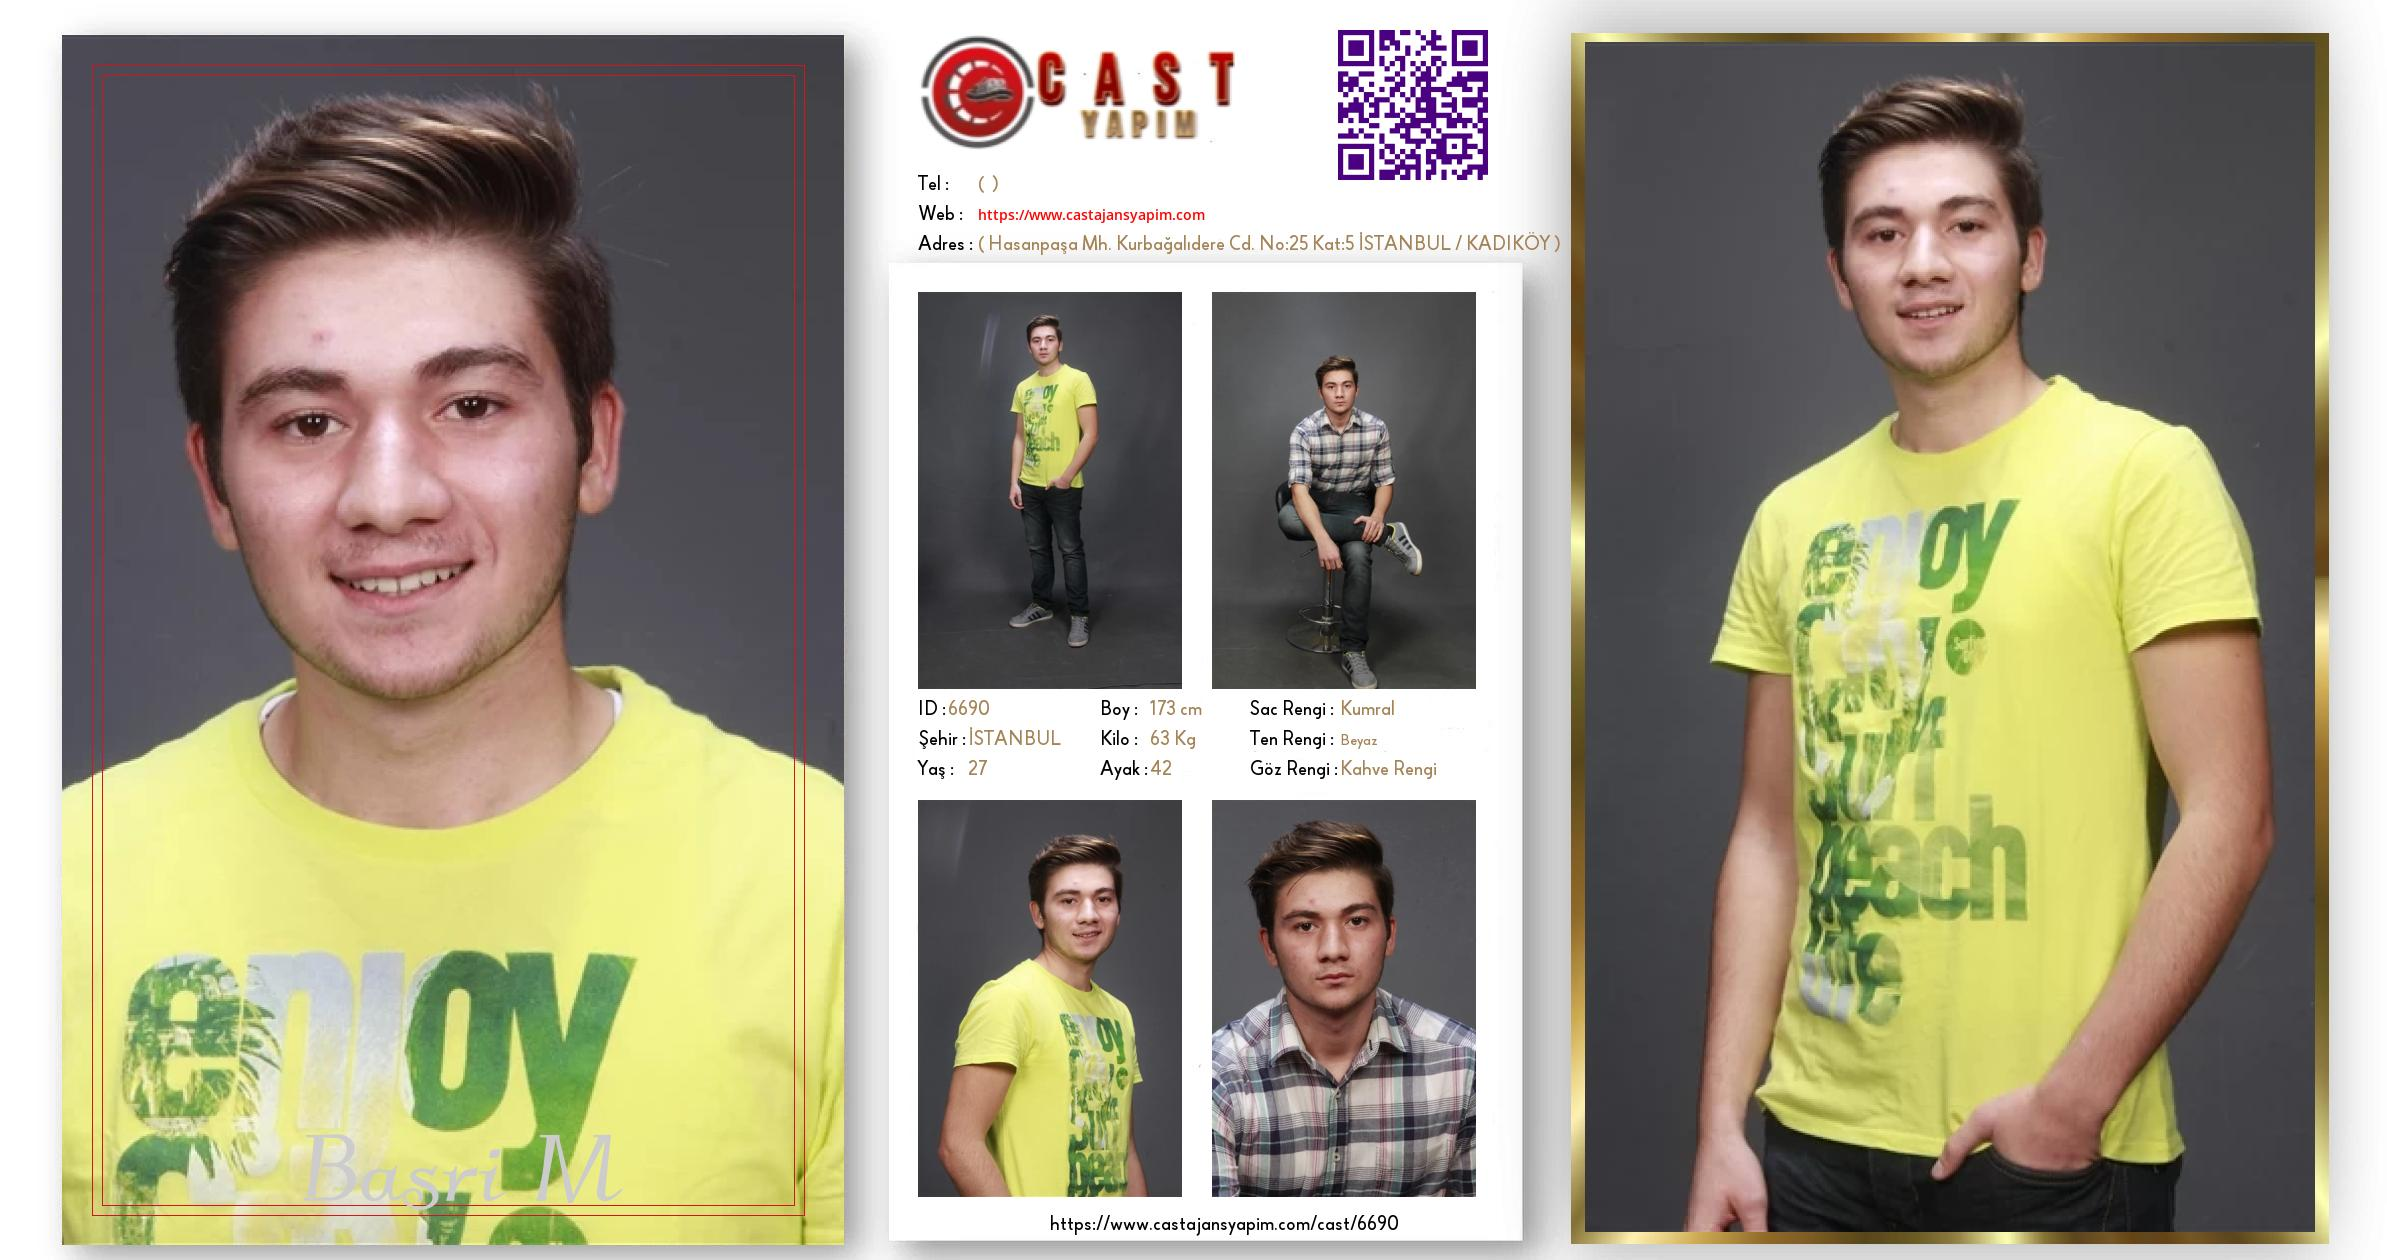 enjoy
Basri M
CAST
YAPIM
Tel : ( )
Web : https://www.castajansyapim.com
Adres : ( Hasanpaşa Mh. Kurbağalıdere Cd. No:25 Kat:5 İSTANBUL / KADIKÖY )
ID : 6690 Boy : 173 cm Sac Rengi : Kumral
Şehir : İSTANBUL Kilo : 63 Kg Ten Rengi : Beyaz
Yaş : 27 Ayak : 42 Göz Rengi : Kahve Rengi
https://www.castajansyapim.com/cast/6690
enjoy
beach
life